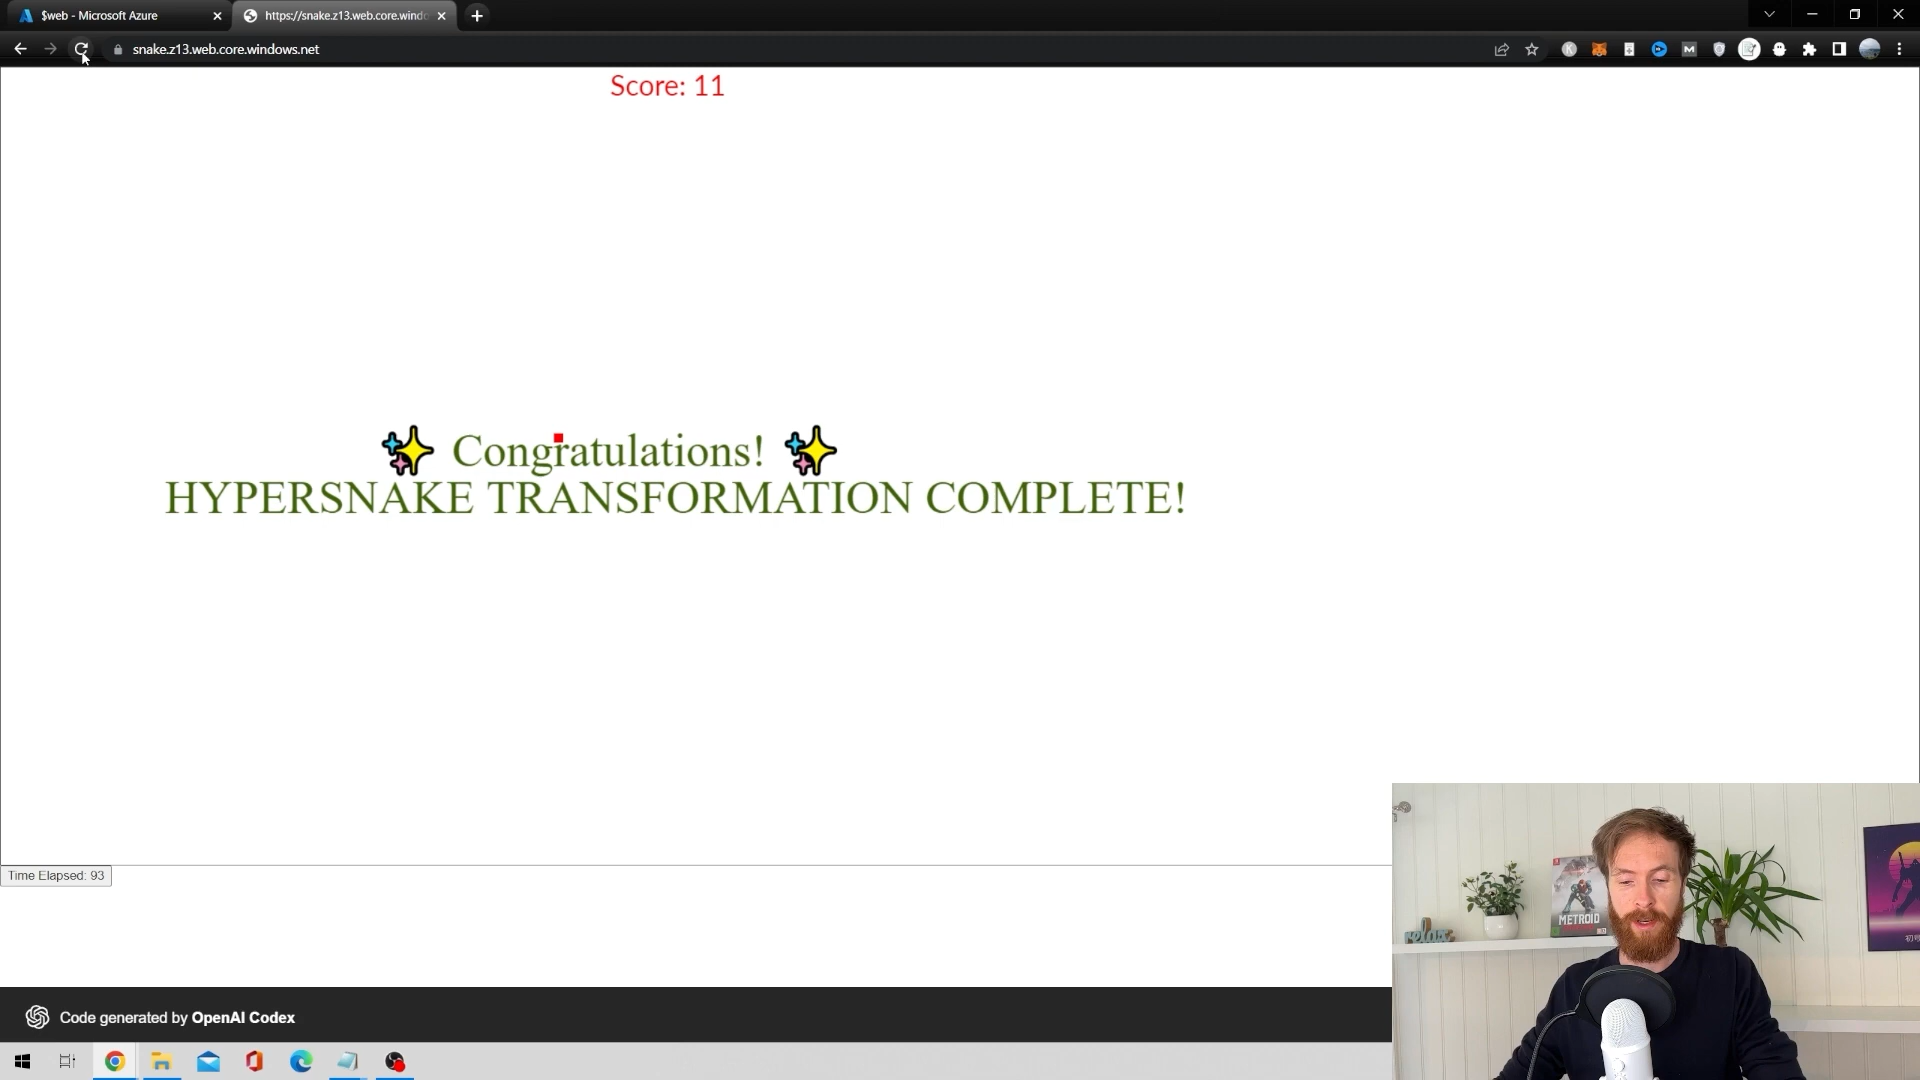 $web - Microsoft Azure
https://snake.z13.web.core.windo
snake.z13.web.core.windows.net
Score: 11
✨ Congratulations! ✨
HYPERSNAKE TRANSFORMATION COMPLETE!
Time Elapsed: 93
METROID
relax
Code generated by OpenAI Codex